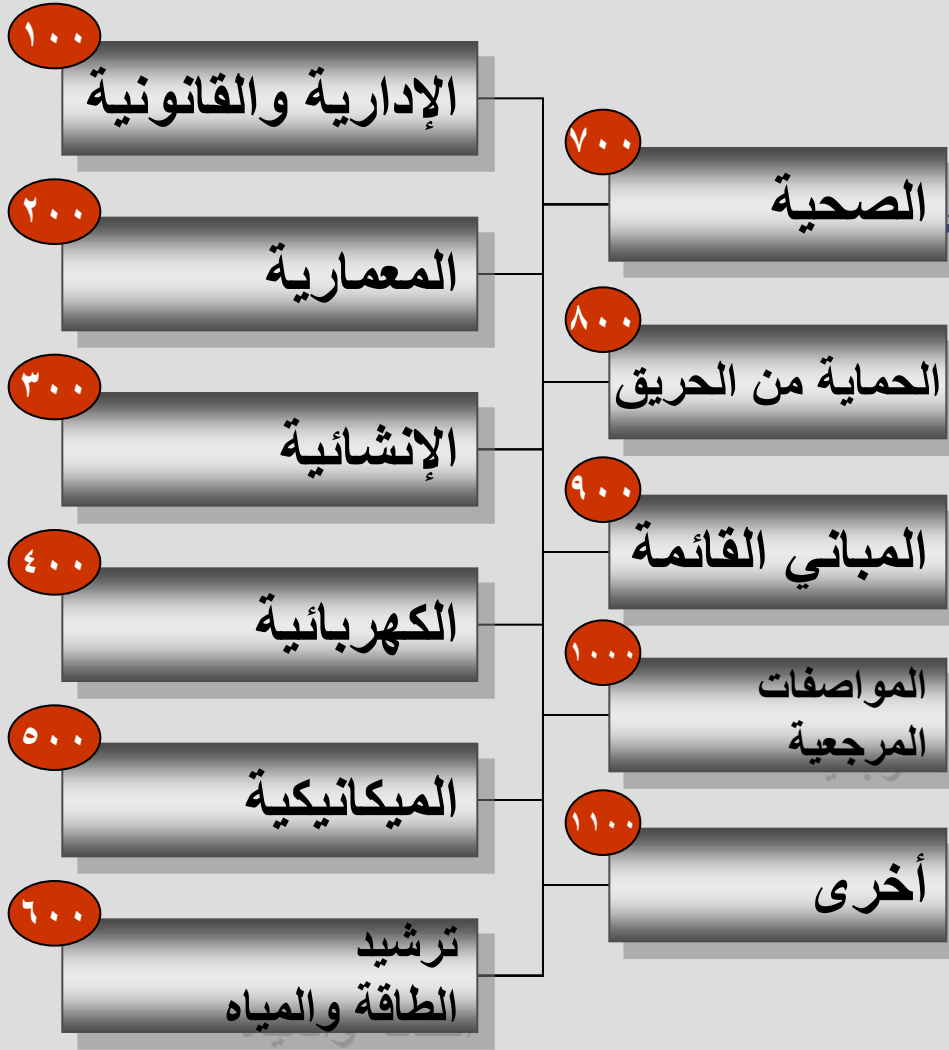 ١٠٠
الإدارية والقانونية
٢٠٠
المعمارية
٣٠٠
الإنشائية
٤٠٠
الكهربائية
٥٠٠
الميكانيكية
٦٠٠
ترشيد
الطاقة والمياه
٧٠٠
الصحية
٨٠٠
الحماية من الحريق
٩٠٠
المباني القائمة
١٠٠٠
المواصفات
المرجعية
١١٠٠
أخرى